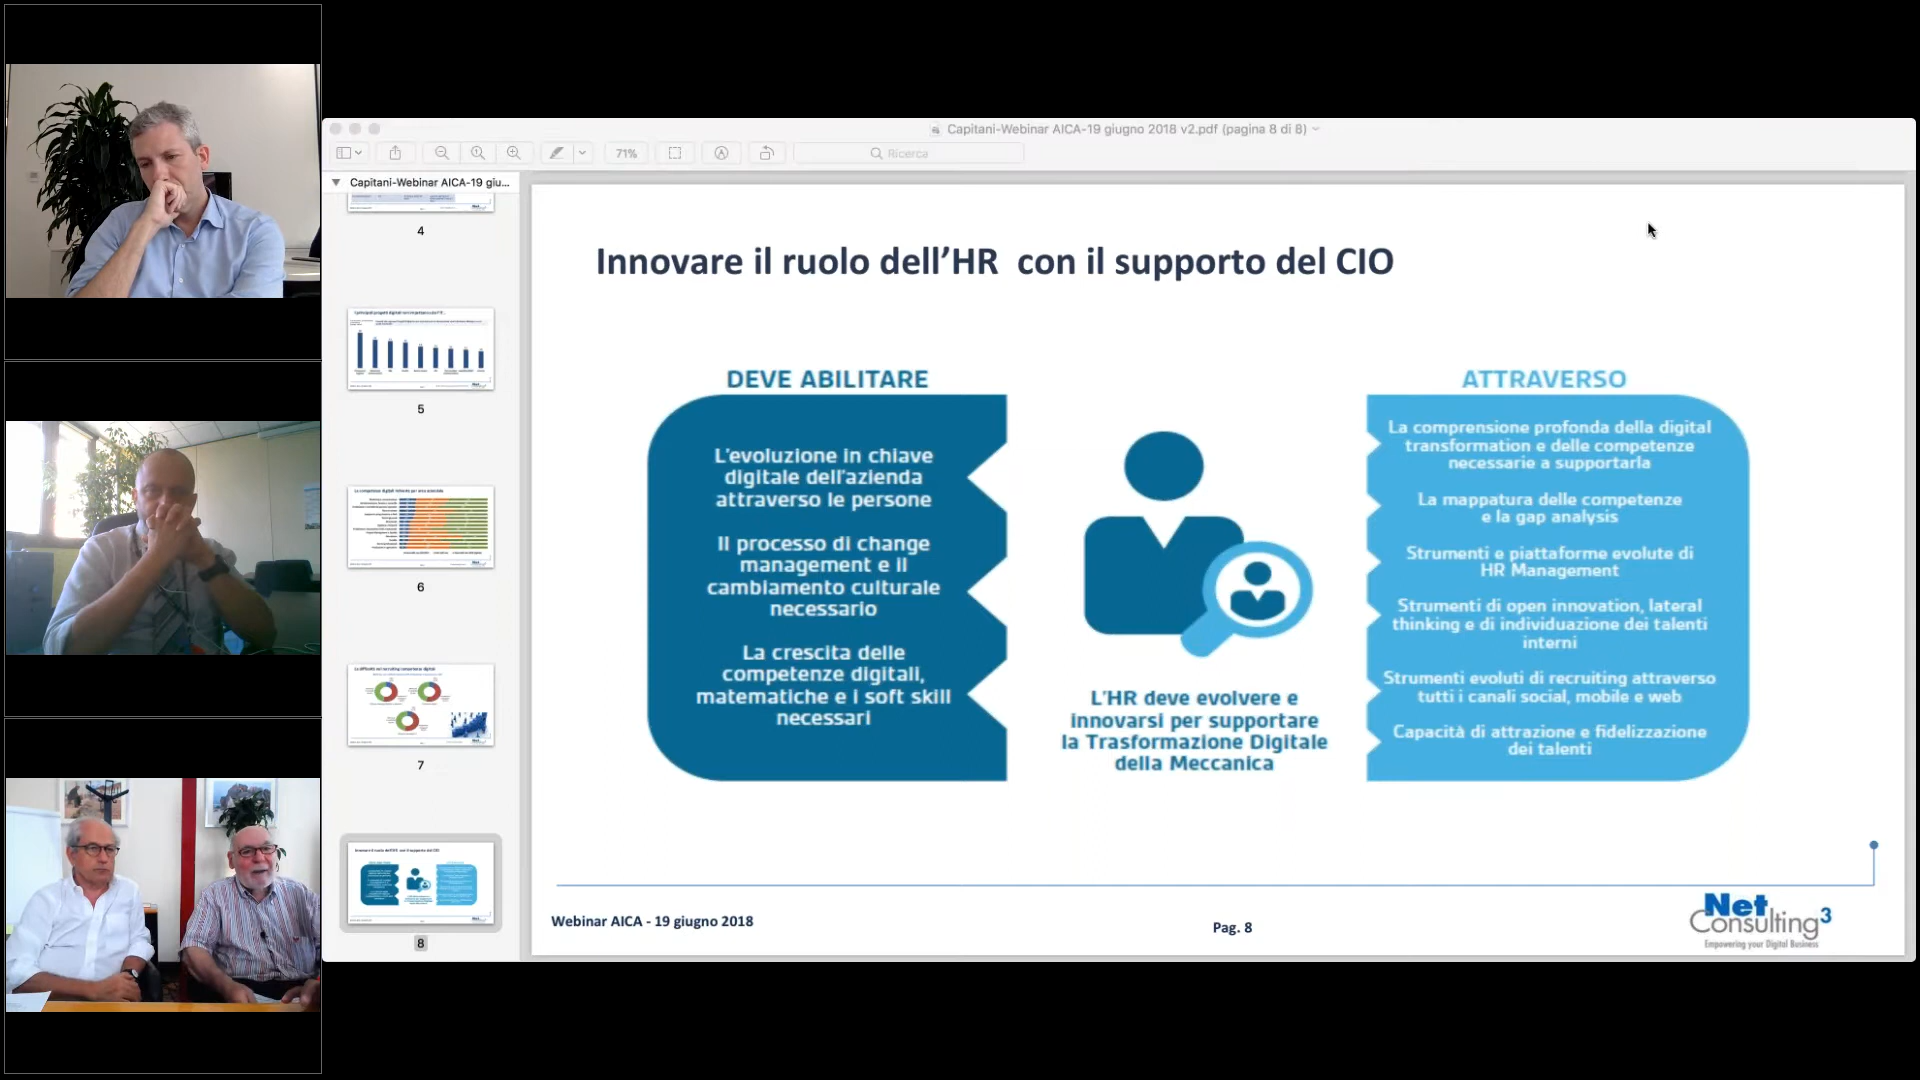 Capitani-Webinar AICA-19 giugno 2018 v2.pdf (pagina 8 di 8)
71%
Ricerca
Capitani-Webinar AICA-19 giu...
4
5
6
7
8
Innovare il ruolo dell'HR con il supporto del CIO
DEVE ABILITARE
L'evoluzione in chiave
digitale dell'azienda
attraverso le persone
Il processo di change
management e il
cambiamento culturale
necessario
La crescita delle
competenze digitali,
matematiche e i soft skill
necessari
L'HR deve evolvere e
innovarsi per supportare
la Trasformazione Digitale
della Meccanica
ATTRAVERSO
La comprensione profonda della digital
transformation e delle competenze
necessarie a supportarla
La mappatura delle competenze
e la gap analysis
Strumenti e piattaforme evolute di
HR Management
Strumenti di open innovation, lateral
thinking e di individuazione dei talenti
interni
Strumenti evoluti di recruiting attraverso
tutti i canali social, mobile e web
Capacità di attrazione e fidelizzazione
dei talenti
Webinar AICA - 19 giugno 2018
Pag. 8
Net
Consulting3
Empowering your Digital Business